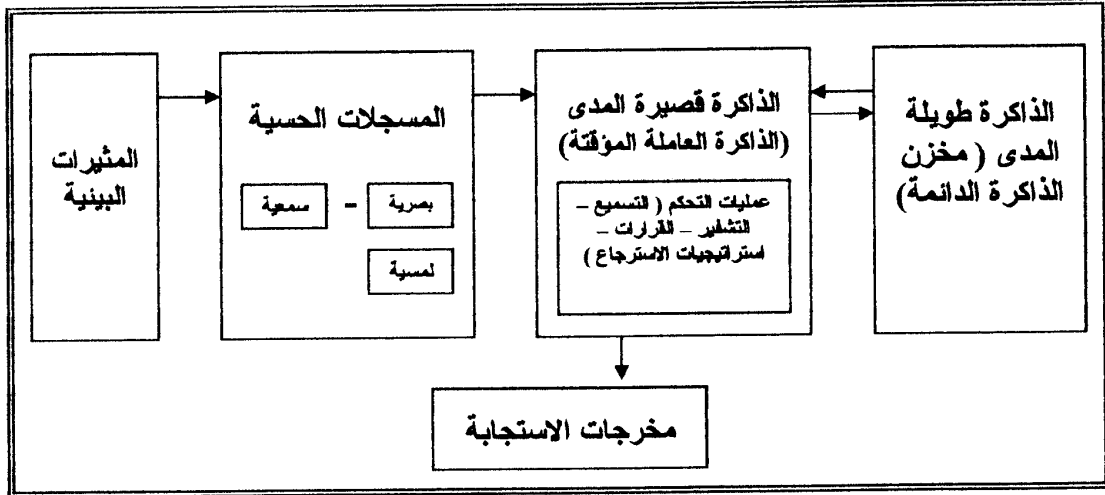 المثيرات
البيئية
المسجلات الحسية
بصرية - سمعية
لمسية
الذاكرة قصيرة المدى
(الذاكرة العاملة المؤقتة)
عمليات التحكم ( التسميع –
التشفير – القرارات –
استراتيجيات الاسترجاع )
الذاكرة طويلة
المدى ( مخزن
الذاكرة الدائمة)
مخرجات الاستجابة